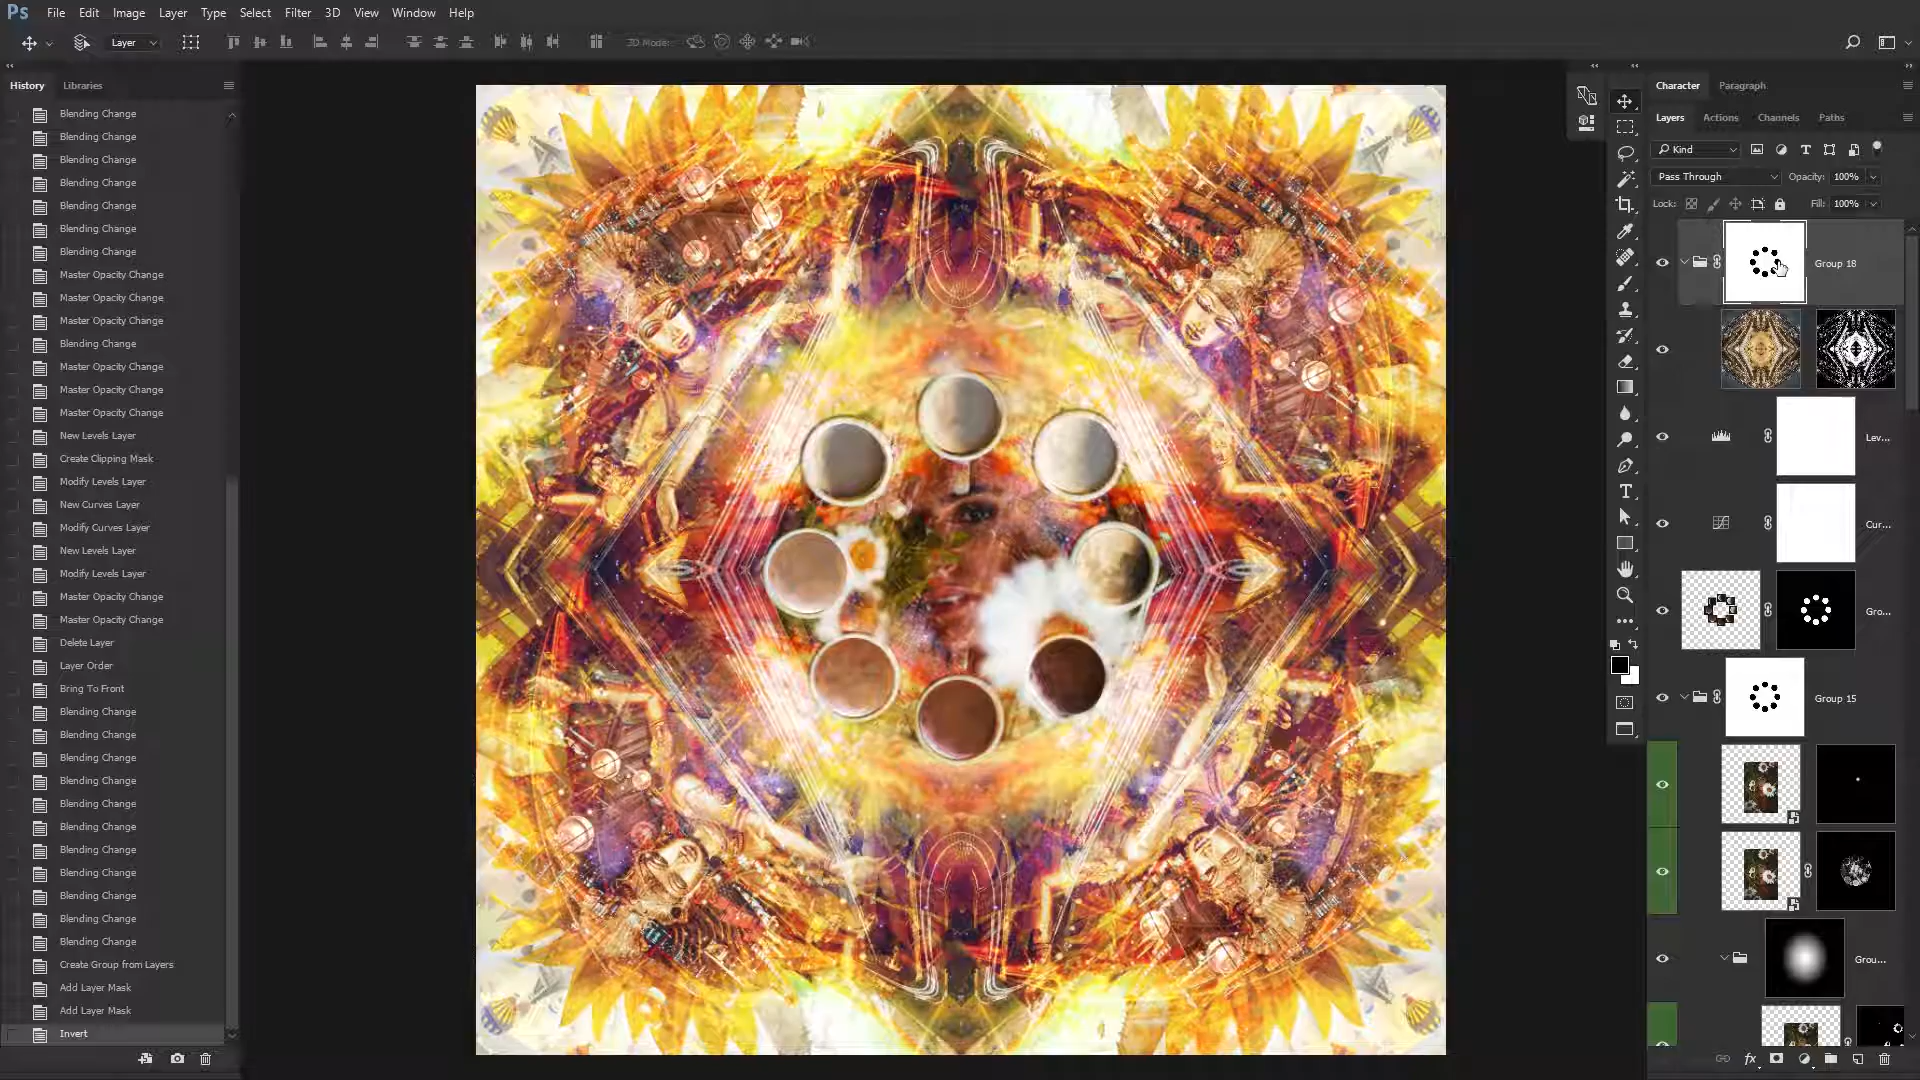 Ps File Edit Image Layer Type Select Filter 3D View Window Help
Layer 3D Mode:
History Libraries
Blending Change
Blending Change
Blending Change
Blending Change
Blending Change
Blending Change
Blending Change
Master Opacity Change
Master Opacity Change
Master Opacity Change
Blending Change
Master Opacity Change
Master Opacity Change
Master Opacity Change
New Levels Layer
Create Clipping Mask
Modify Levels Layer
New Curves Layer
Modify Curves Layer
New Levels Layer
Modify Levels Layer
Master Opacity Change
Master Opacity Change
Delete Layer
Layer Order
Bring To Front
Blending Change
Blending Change
Blending Change
Blending Change
Blending Change
Blending Change
Blending Change
Blending Change
Blending Change
Blending Change
Blending Change
Create Group from Layers
Add Layer Mask
Add Layer Mask
Invert
Character Paragraph
Layers Actions Channels Paths
Kind
Pass Through Opacity: 100%
Lock: Fill: 100%
Group 18
Lev...
Cur...
Gro...
Group 15
Grou...
fx